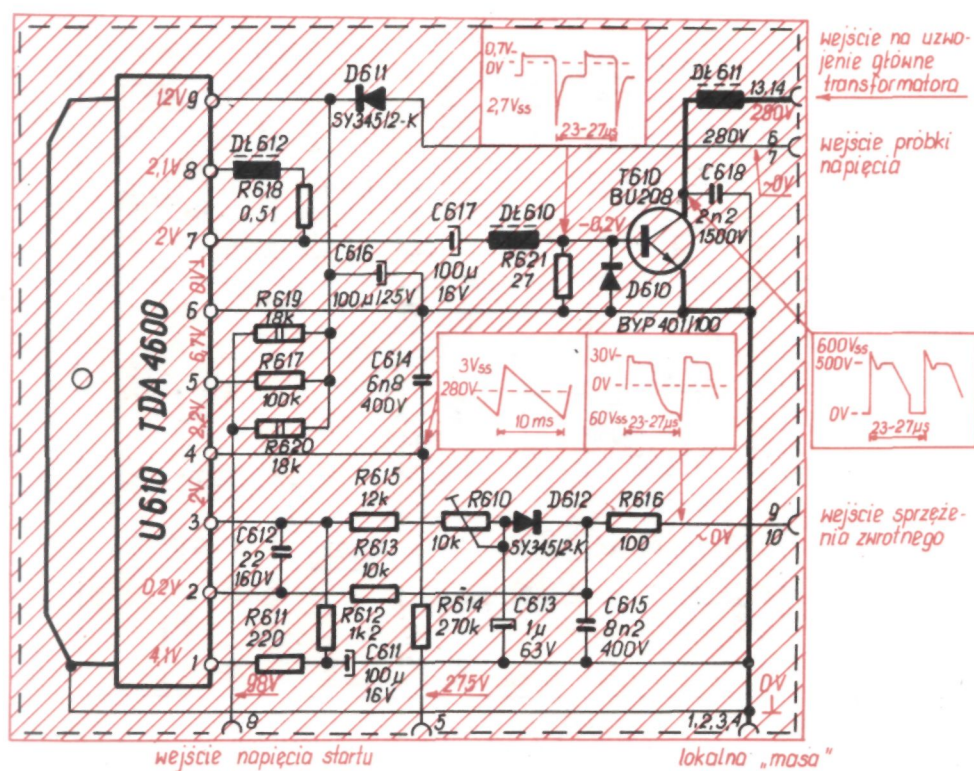 wejście na uzwo-
jenie główne
transformatora
wejście próbki
napięcia
wejście sprzęże-
nia zwrotnego
wejście napięcia startu
lokalna „masa"
U610 TDA 4600
12V 9
2,1V 8
2V 7
0V⊥
6
6,7V
5
2,2V
4
2V
3
0,2V 2
4,1V 1
D611
SY345/2-K
DŁ612
R618
0,51
C616
100µ/25V
C617
100µ
16V
DŁ610
-0,2V
R621
27
D610
BYP 401/100
T610
BU208
DŁ611
13,14
280V
280V
6
7
~0V
C618
2n2
1500V
0,7V
0V
2,7Vss
23-27µs
R619
18k
R617
100k
R620
18k
C614
6n8
400V
3Vss
280V
10 ms
30V
0V
60Vss
23-27µs
600Vss
500V
0V
23-27µs
R615
12k
R610
10k
D612
SY345/2-K
R616
100
9
10
~0V
C612
22
160V
R613
10k
R611
220
R612
1k2
R614
270k
C613
1µ
63V
C615
8n2
400V
C611
100µ
16V
98V
275V
0V
⊥
8
5
1,2,3,4